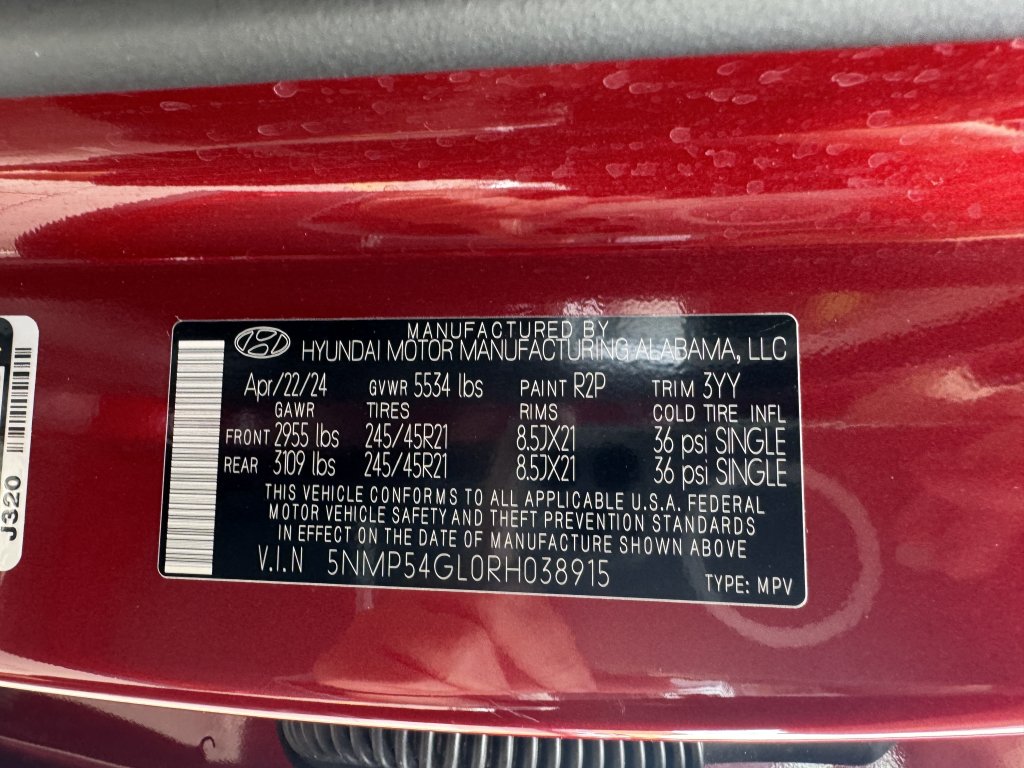 MANUFACTURED BY
HYUNDAI MOTOR MANUFACTURING ALABAMA, LLC
Apr/22/24 GVWR 5534 lbs PAINT R2P TRIM 3YY
GAWR TIRES RIMS COLD TIRE INFL
FRONT 2955 lbs 245/45R21 8.5JX21 36 psi SINGLE
REAR 3109 lbs 245/45R21 8.5JX21 36 psi SINGLE
THIS VEHICLE CONFORMS TO ALL APPLICABLE U.S.A. FEDERAL
MOTOR VEHICLE SAFETY AND THEFT PREVENTION STANDARDS
IN EFFECT ON THE DATE OF MANUFACTURE SHOWN ABOVE
V.I.N 5NMP54GL0RH038915 TYPE: MPV
J320